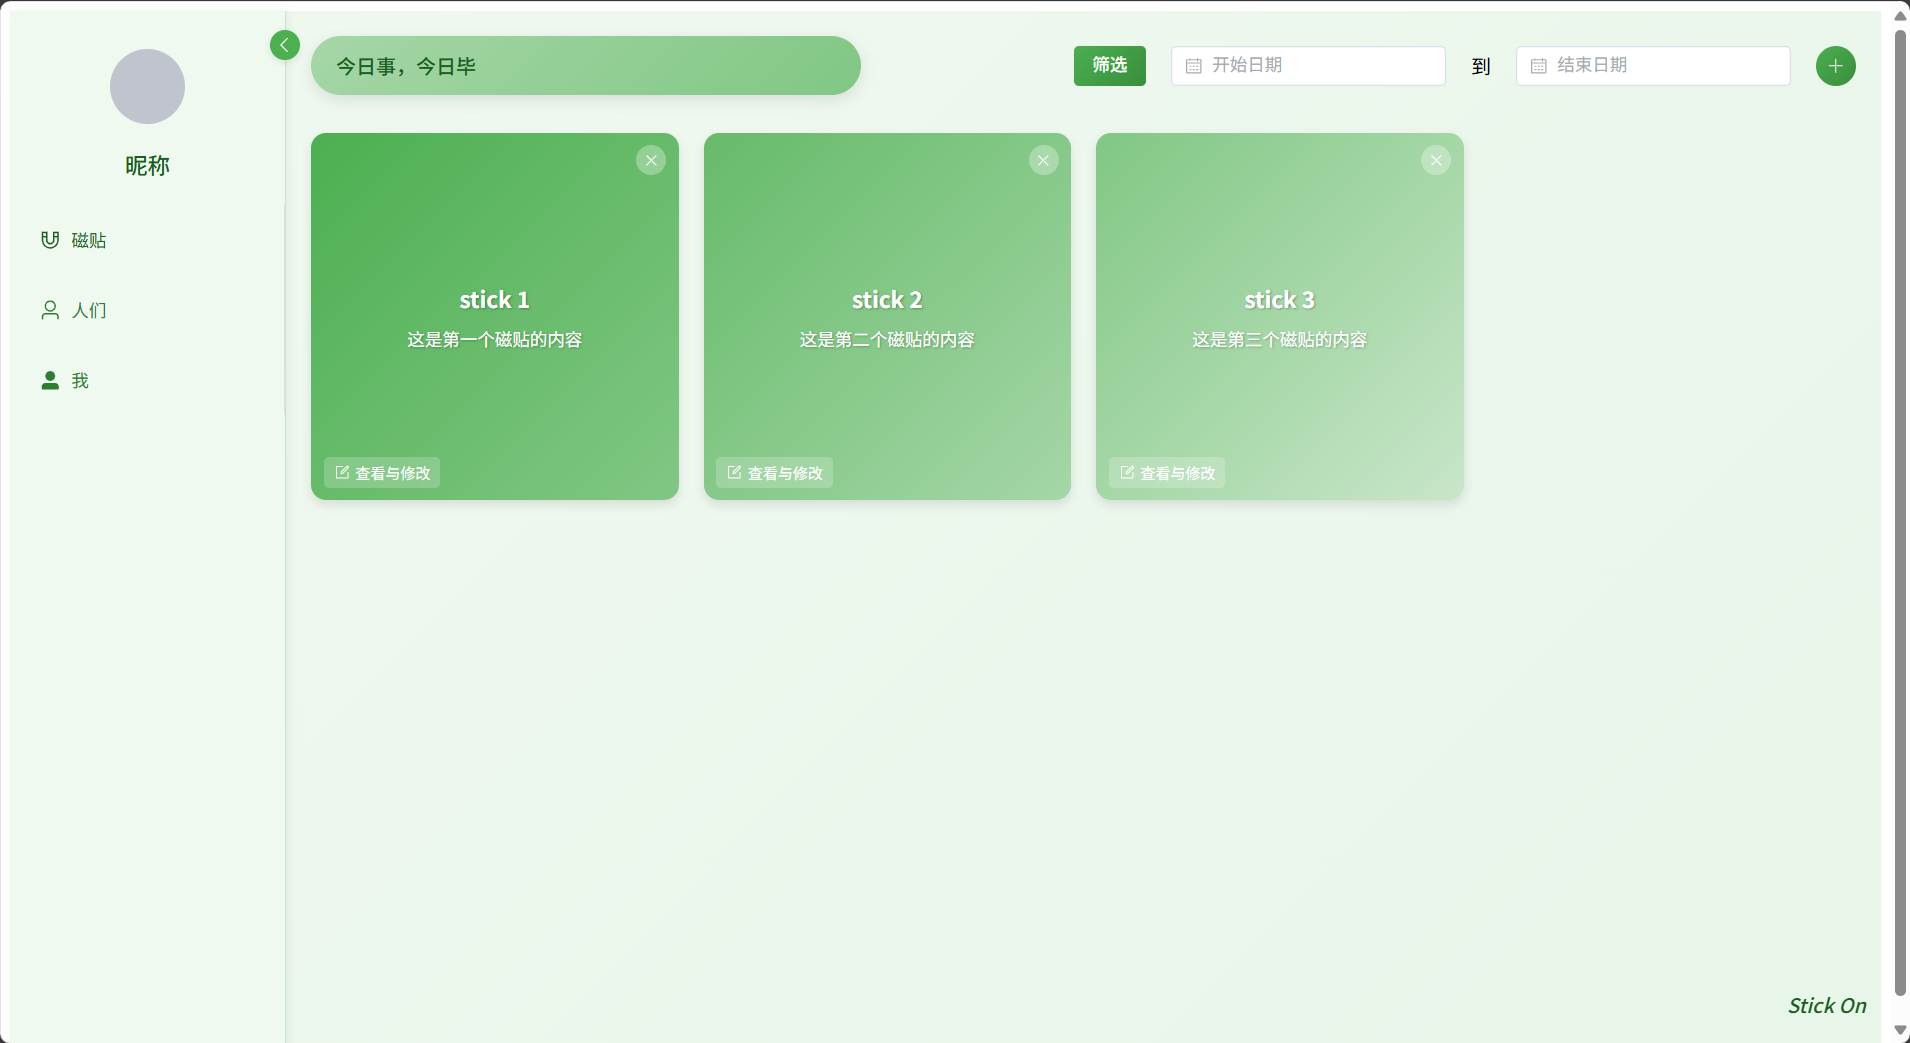 昵称
磁贴
人们
我
今日事，今日毕
筛选
开始日期
到
结束日期
stick 1
这是第一个磁贴的内容
查看与修改
stick 2
这是第二个磁贴的内容
查看与修改
stick 3
这是第三个磁贴的内容
查看与修改
Stick On